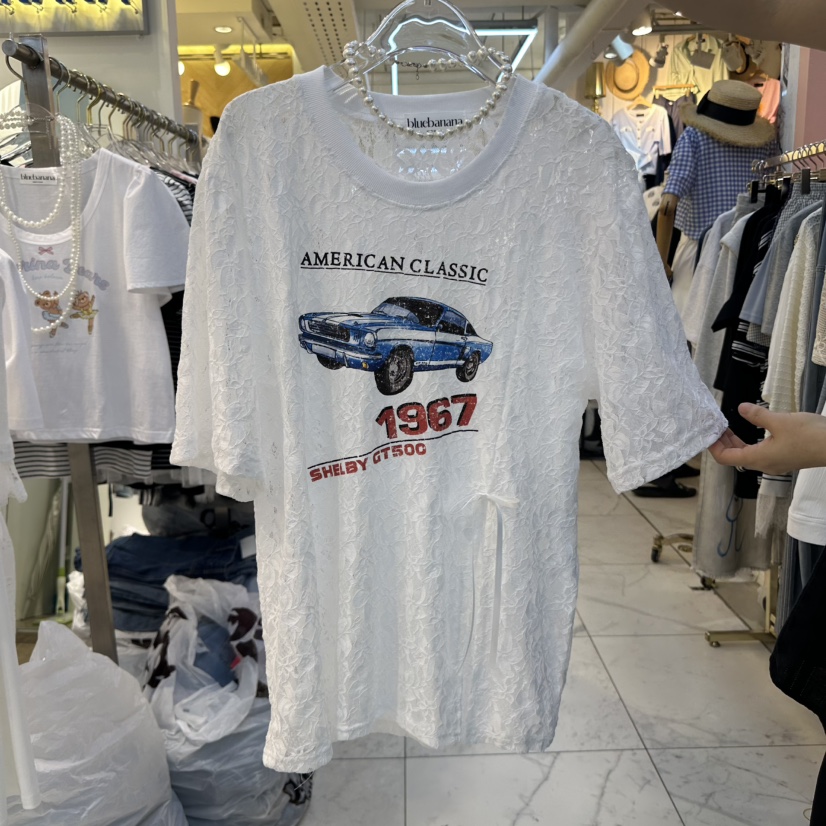 bluebanana
AMERICAN CLASSIC
1967
SHELBY GT500
bluebanana